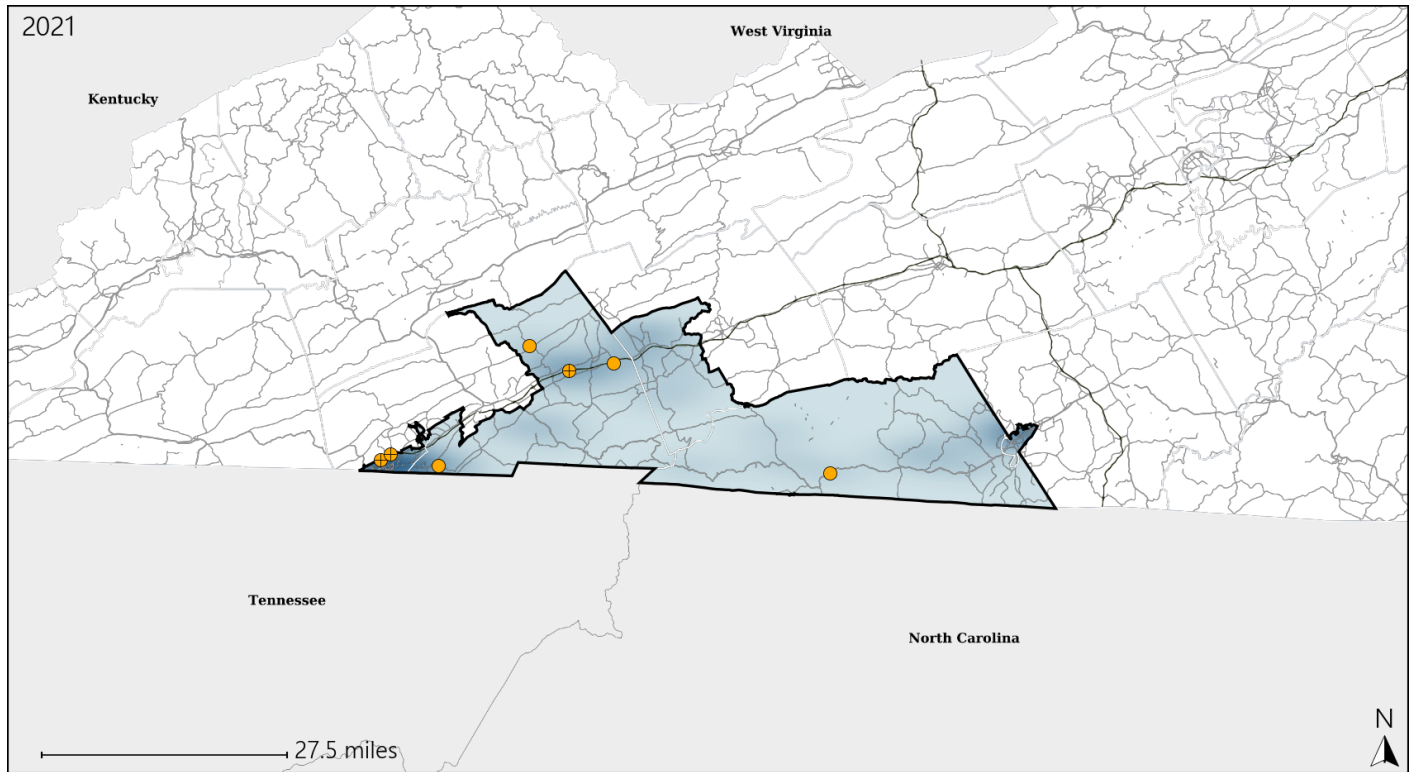 2021
West Virginia
Kentucky
Tennessee
North Carolina
N
27.5 miles